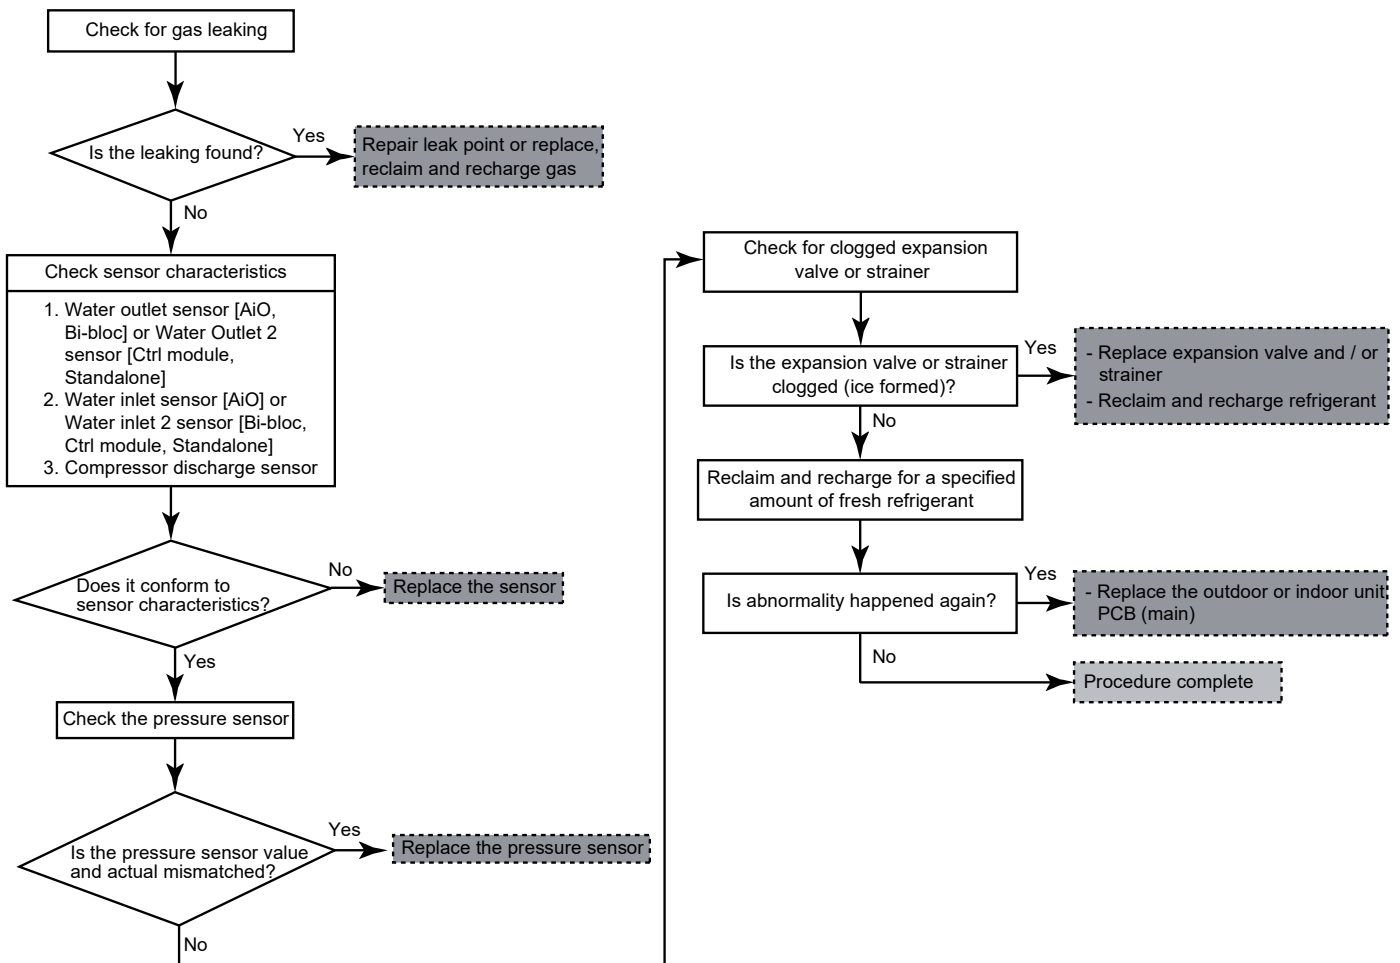 Check for gas leaking
Is the leaking found?
Yes
Repair leak point or replace,
reclaim and recharge gas
No
Check sensor characteristics
1. Water outlet sensor [AiO,
Bi-bloc] or Water Outlet 2
sensor [Ctrl module,
Standalone]
2. Water inlet sensor [AiO] or
Water inlet 2 sensor [Bi-bloc,
Ctrl module, Standalone]
3. Compressor discharge sensor
Does it conform to
sensor characteristics?
No
Replace the sensor
Yes
Check the pressure sensor
Is the pressure sensor value
and actual mismatched?
Yes
Replace the pressure sensor
No
Check for clogged expansion
valve or strainer
Is the expansion valve or strainer
clogged (ice formed)?
Yes
- Replace expansion valve and / or
strainer
- Reclaim and recharge refrigerant
No
Reclaim and recharge for a specified
amount of fresh refrigerant
Is abnormality happened again?
Yes
- Replace the outdoor or indoor unit
PCB (main)
No
Procedure complete